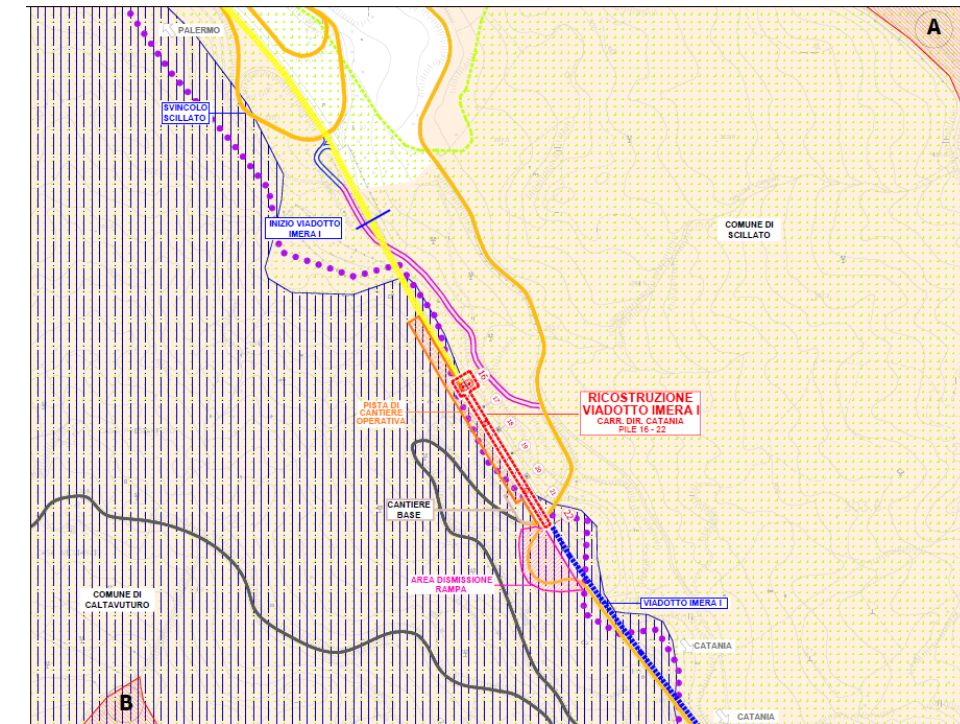 A
PALERMO
SVINCOLO
SCILLATO
INIZIO VIADOTTO
IMERA I
COMUNE DI
SCILLATO
16
17
18
19
20
21
22
RICOSTRUZIONE
VIADOTTO IMERA I
CARR. DIR. CATANIA
PILE 16 - 22
PISTA DI
CANTIERE
OPERATIVA
CANTIERE
BASE
AREA DISMISSIONE
RAMPA
COMUNE DI
CALTAVUTURO
VIADOTTO IMERA I
CATANIA
B
CATANIA